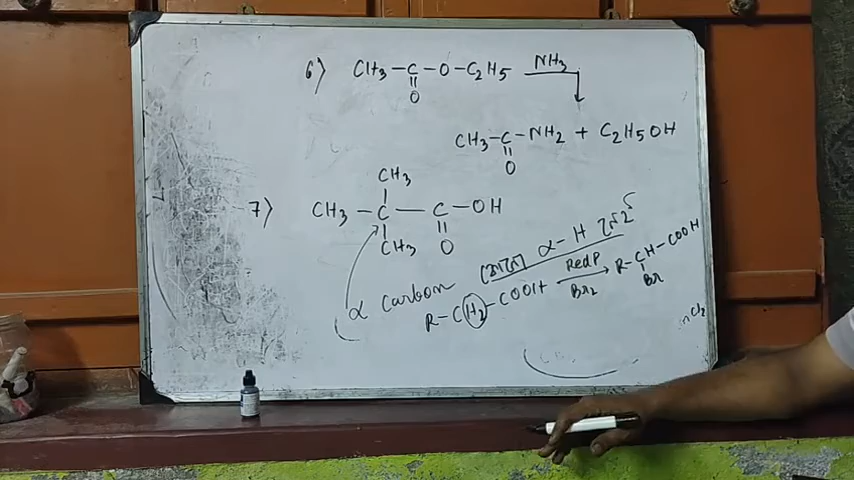 6) CH3-C-O-C2H5 NH3
||
O
CH3-C-NH2 + C2H5OH
||
O
CH3
|
7) CH3-C-C-OH
| ||
CH3 O
α Carbon
α-H
R-CH2-COOH Red P R-CH-COOH
Br2 |
Br